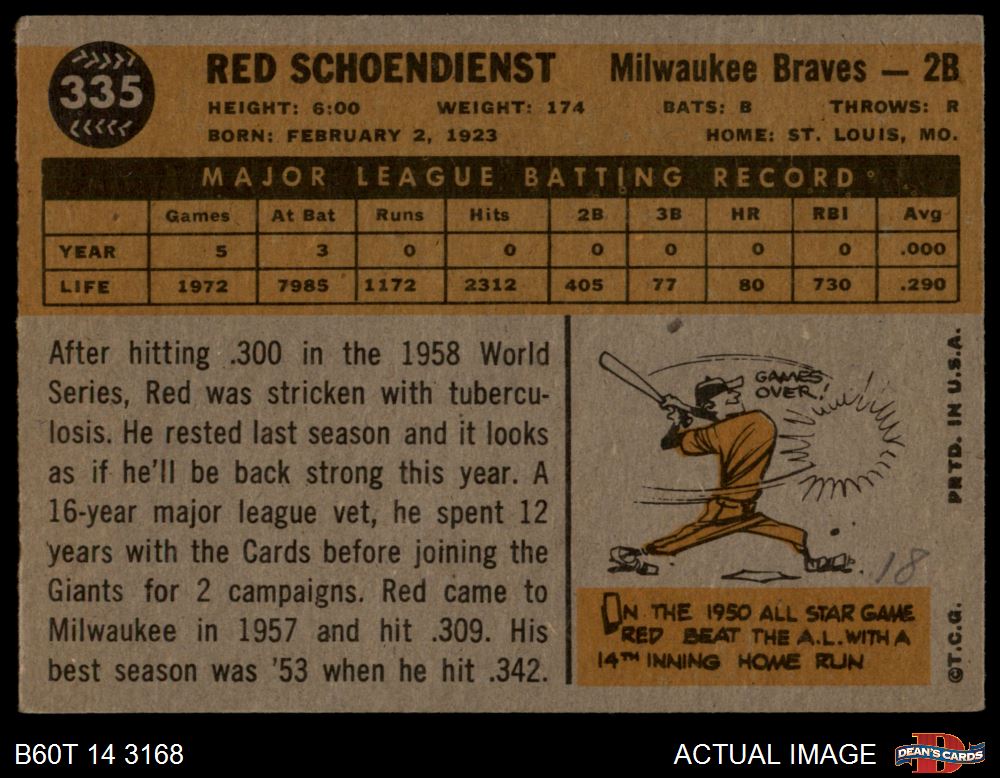 335
RED SCHOENDIENST Milwaukee Braves — 2B
HEIGHT: 6:00 WEIGHT: 174 BATS: B THROWS: R
BORN: FEBRUARY 2, 1923 HOME: ST. LOUIS, MO.
MAJOR LEAGUE BATTING RECORD
Games At Bat Runs Hits 2B 3B HR RBI Avg
YEAR 5 3 0 0 0 0 0 0 .000
LIFE 1972 7985 1172 2312 405 77 80 730 .290
After hitting .300 in the 1958 World
Series, Red was stricken with tubercu-
losis. He rested last season and it looks
as if he'll be back strong this year. A
16-year major league vet, he spent 12
years with the Cards before joining the
Giants for 2 campaigns. Red came to
Milwaukee in 1957 and hit .309. His
best season was '53 when he hit .342.
GAMES
OVER!
18
IN THE 1950 ALL STAR GAME
RED BEAT THE A.L. WITH A
14TH INNING HOME RUN
©T.C.G. PRTD. IN U.S.A.
B60T 14 3168 ACTUAL IMAGE
D
DEAN'S CARDS